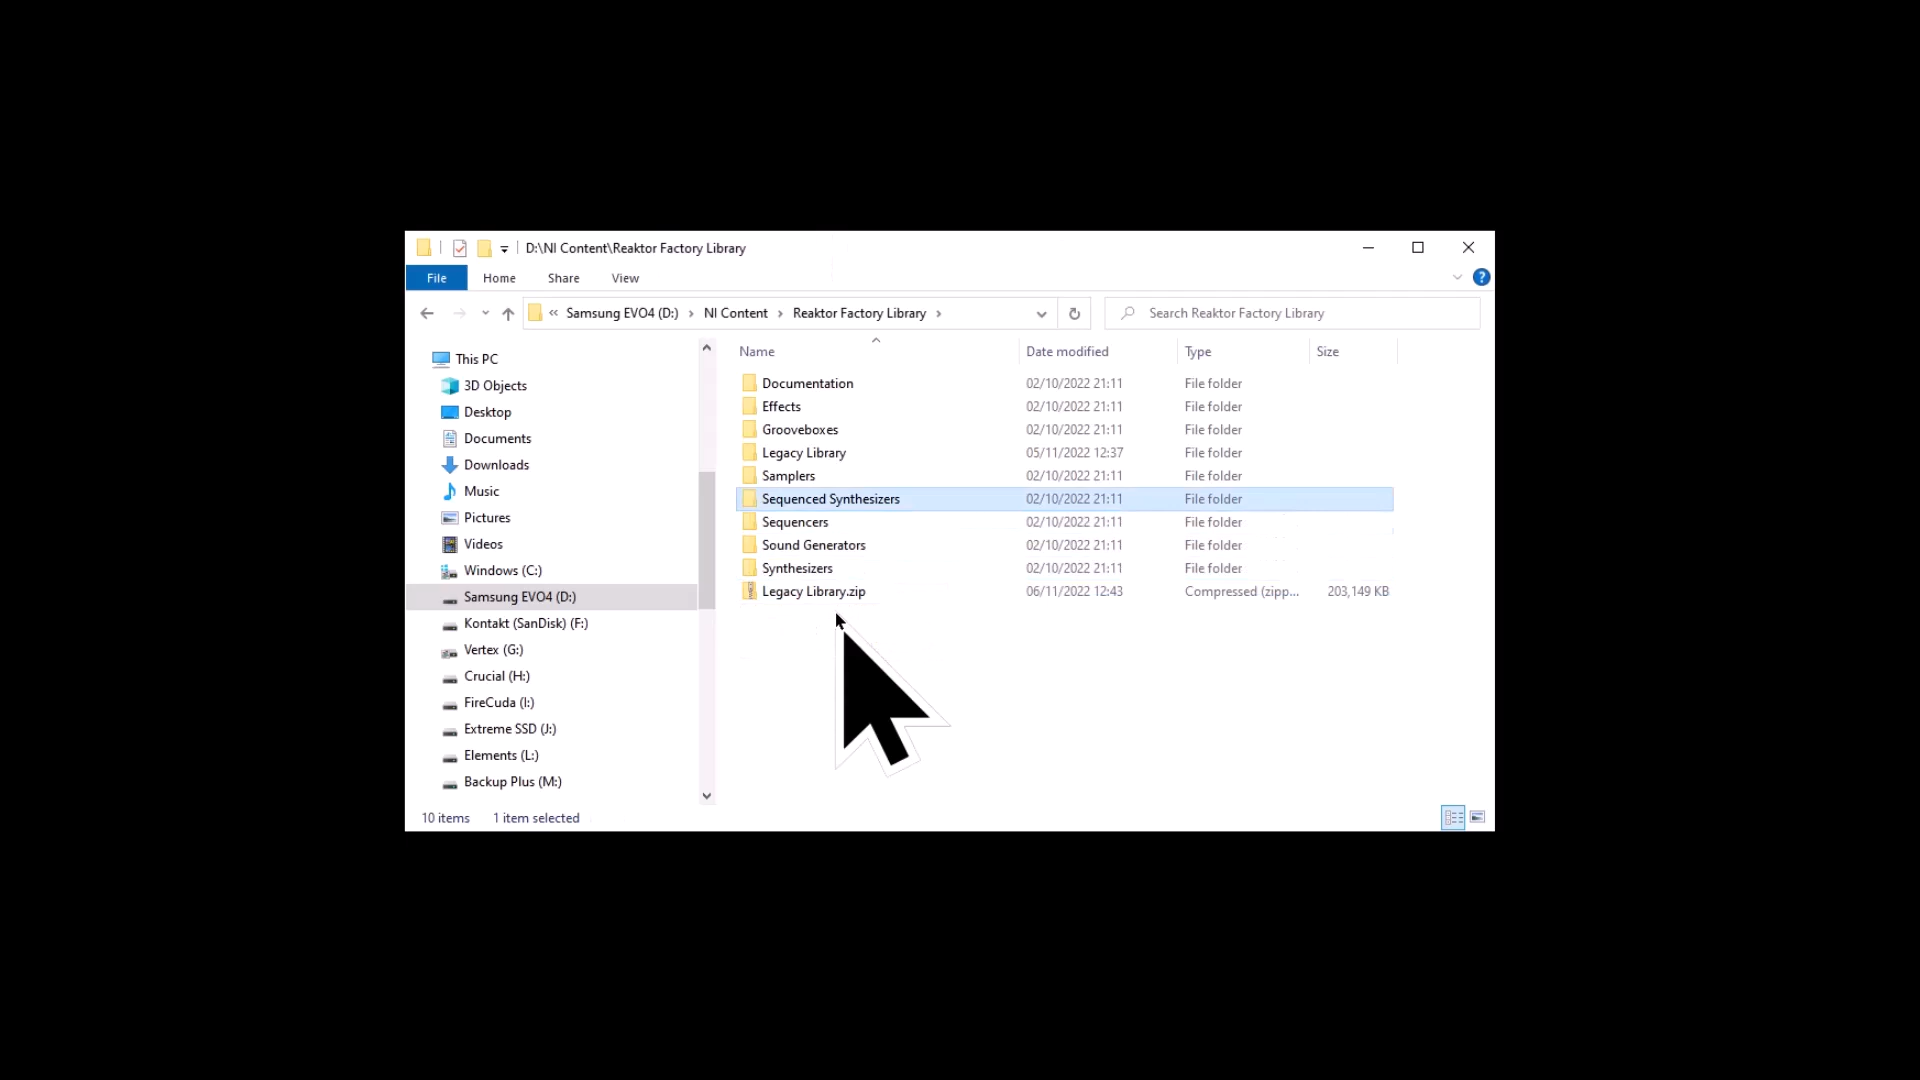 D:\NI Content\Reaktor Factory Library
File Home Share View ?
« Samsung EVO4 (D:) › NI Content › Reaktor Factory Library › Search Reaktor Factory Library
This PC
3D Objects
Desktop
Documents
Downloads
Music
Pictures
Videos
Windows (C:)
Samsung EVO4 (D:)
Kontakt (SanDisk) (F:)
Vertex (G:)
Crucial (H:)
FireCuda (I:)
Extreme SSD (J:)
Elements (L:)
Backup Plus (M:)
Name Date modified Type Size
Documentation 02/10/2022 21:11 File folder
Effects 02/10/2022 21:11 File folder
Grooveboxes 02/10/2022 21:11 File folder
Legacy Library 05/11/2022 12:37 File folder
Samplers 02/10/2022 21:11 File folder
Sequenced Synthesizers 02/10/2022 21:11 File folder
Sequencers 02/10/2022 21:11 File folder
Sound Generators 02/10/2022 21:11 File folder
Synthesizers 02/10/2022 21:11 File folder
Legacy Library.zip 06/11/2022 12:43 Compressed (zipp... 203,149 KB
10 items 1 item selected